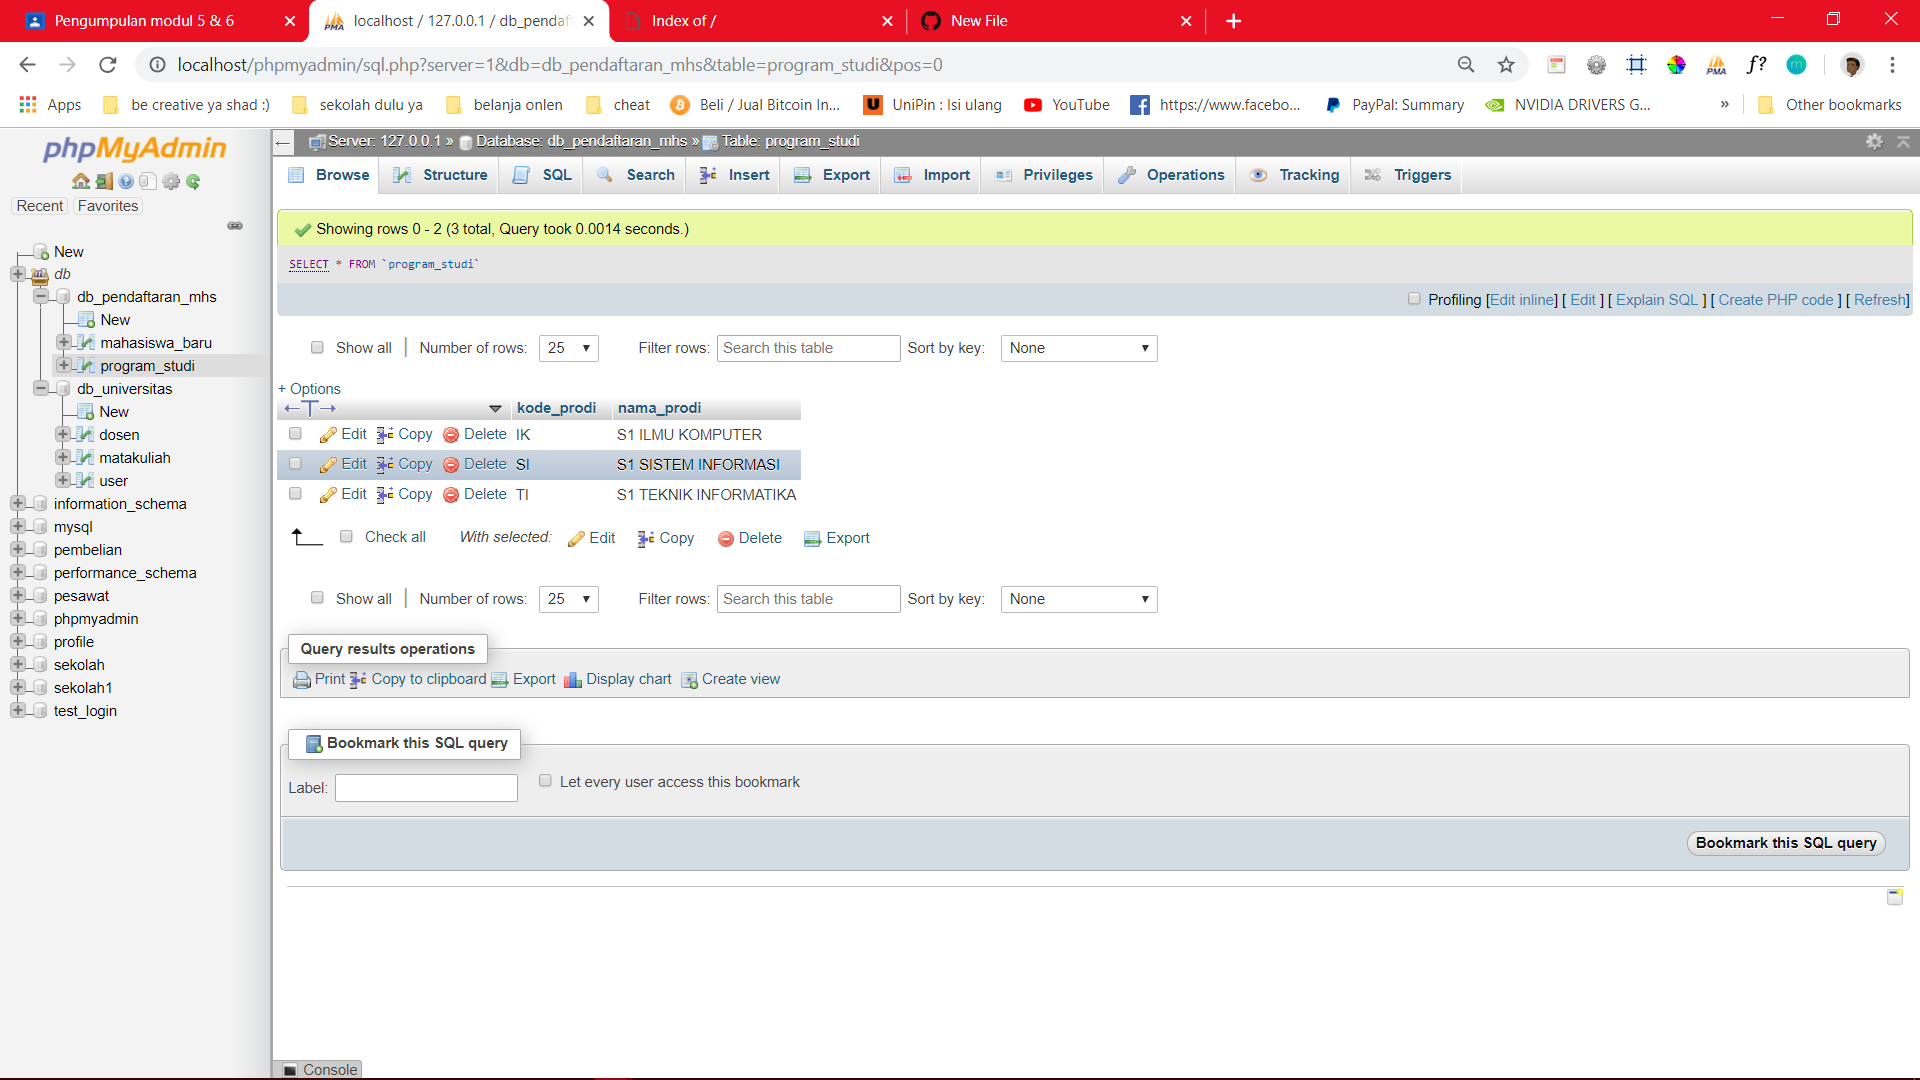 Pengumpulan modul 5 & 6
localhost / 127.0.0.1 / db_pendaf
Index of /
New File
localhost/phpmyadmin/sql.php?server=1&db=db_pendaftaran_mhs&table=program_studi&pos=0
PMA f? m
Apps be creative ya shad :) sekolah dulu ya belanja onlen cheat Beli / Jual Bitcoin In... UniPin : Isi ulang YouTube https://www.facebo... PayPal: Summary NVIDIA DRIVERS G... » Other bookmarks
phpMyAdmin
Recent Favorites
New
db
db_pendaftaran_mhs
New
mahasiswa_baru
program_studi
db_universitas
New
dosen
matakuliah
user
information_schema
mysql
pembelian
performance_schema
pesawat
phpmyadmin
profile
sekolah
sekolah1
test_login
Server: 127.0.0.1 » Database: db_pendaftaran_mhs » Table: program_studi
Browse Structure SQL Search Insert Export Import Privileges Operations Tracking Triggers
Showing rows 0 - 2 (3 total, Query took 0.0014 seconds.)
SELECT * FROM `program_studi`
Profiling [Edit inline] [ Edit ] [ Explain SQL ] [ Create PHP code ] [ Refresh]
Show all | Number of rows: 25 Filter rows: Search this table Sort by key: None
+ Options
←T→ kode_prodi nama_prodi
Edit Copy Delete IK S1 ILMU KOMPUTER
Edit Copy Delete SI S1 SISTEM INFORMASI
Edit Copy Delete TI S1 TEKNIK INFORMATIKA
Check all With selected: Edit Copy Delete Export
Show all | Number of rows: 25 Filter rows: Search this table Sort by key: None
Query results operations
Print Copy to clipboard Export Display chart Create view
Bookmark this SQL query
Label: Let every user access this bookmark
Bookmark this SQL query
Console